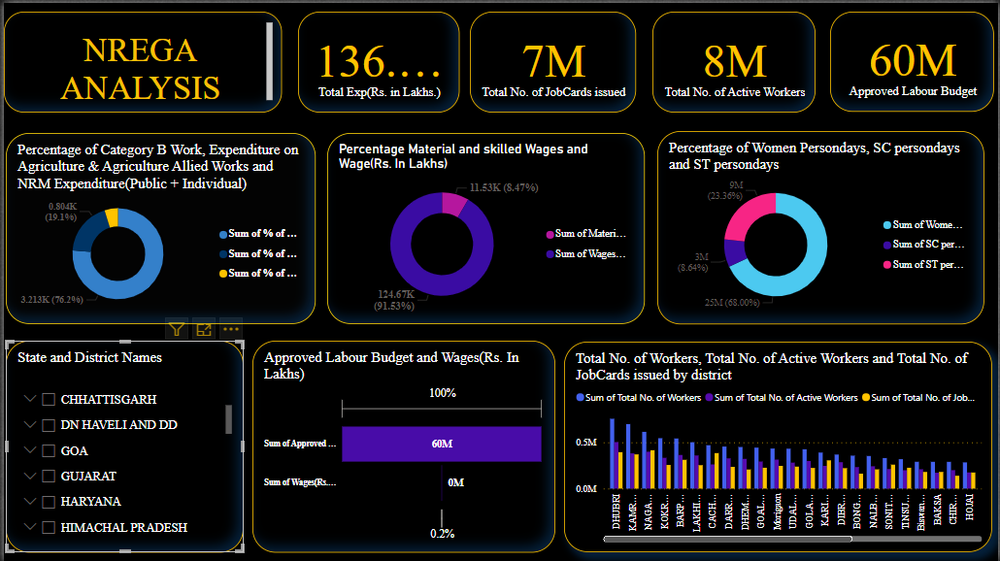 NREGA
ANALYSIS
136....
Total Exp(Rs. in Lakhs.)
7M
Total No. of JobCards issued
8M
Total No. of Active Workers
60M
Approved Labour Budget
Percentage of Category B Work, Expenditure on
Agriculture & Agriculture Allied Works and
NRM Expenditure(Public + Individual)
0.804K
(19.1%)
3.213K (76.2%)
Sum of % of ...
Sum of % of ...
Sum of % of ...
Percentage Material and skilled Wages and
Wage(Rs. In Lakhs)
11.53K (8.47%)
124.67K
(91.53%)
Sum of Materi...
Sum of Wages...
Percentage of Women Persondays, SC persondays
and ST persondays
9M
(23.36%)
3M
(8.64%)
25M (68.00%)
Sum of Wome...
Sum of SC per...
Sum of ST per...
State and District Names
CHHATTISGARH
DN HAVELI AND DD
GOA
GUJARAT
HARYANA
HIMACHAL PRADESH
Approved Labour Budget and Wages(Rs. In
Lakhs)
100%
Sum of Approved ...
60M
Sum of Wages(Rs....
0M
0.2%
Total No. of Workers, Total No. of Active Workers and Total No. of
JobCards issued by district
Sum of Total No. of Workers
Sum of Total No. of Active Workers
Sum of Total No. of Job...
0.5M
0.0M
DHUBRI
KAMR...
NAGA...
KOKR...
BARP...
LAKHI...
CACH...
DARR...
DHEM...
GOAL...
Morigaon
UDAL...
GOLA...
KARI...
DIBR...
BONG...
NALB...
SONIT...
TINSU...
Biswan...
BAKSA
CHIR...
HOJAI